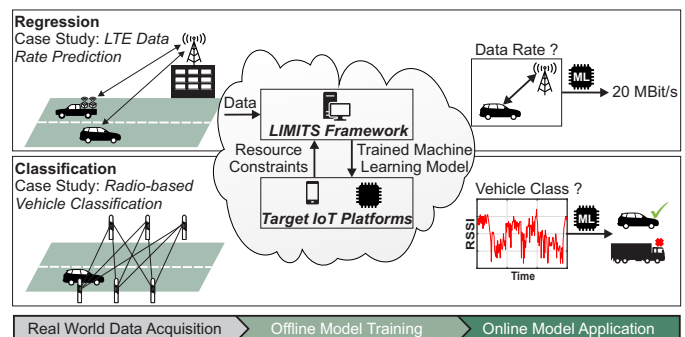 Regression
Case Study: LTE Data
Rate Prediction
Data
LIMITS Framework
Resource
Constraints
Trained Machine
Learning Model
Target IoT Platforms
Data Rate ?
ML
20 MBit/s
Classification
Case Study: Radio-based
Vehicle Classification
Vehicle Class ?
RSSI
Time
ML
Real World Data Acquisition
Offline Model Training
Online Model Application